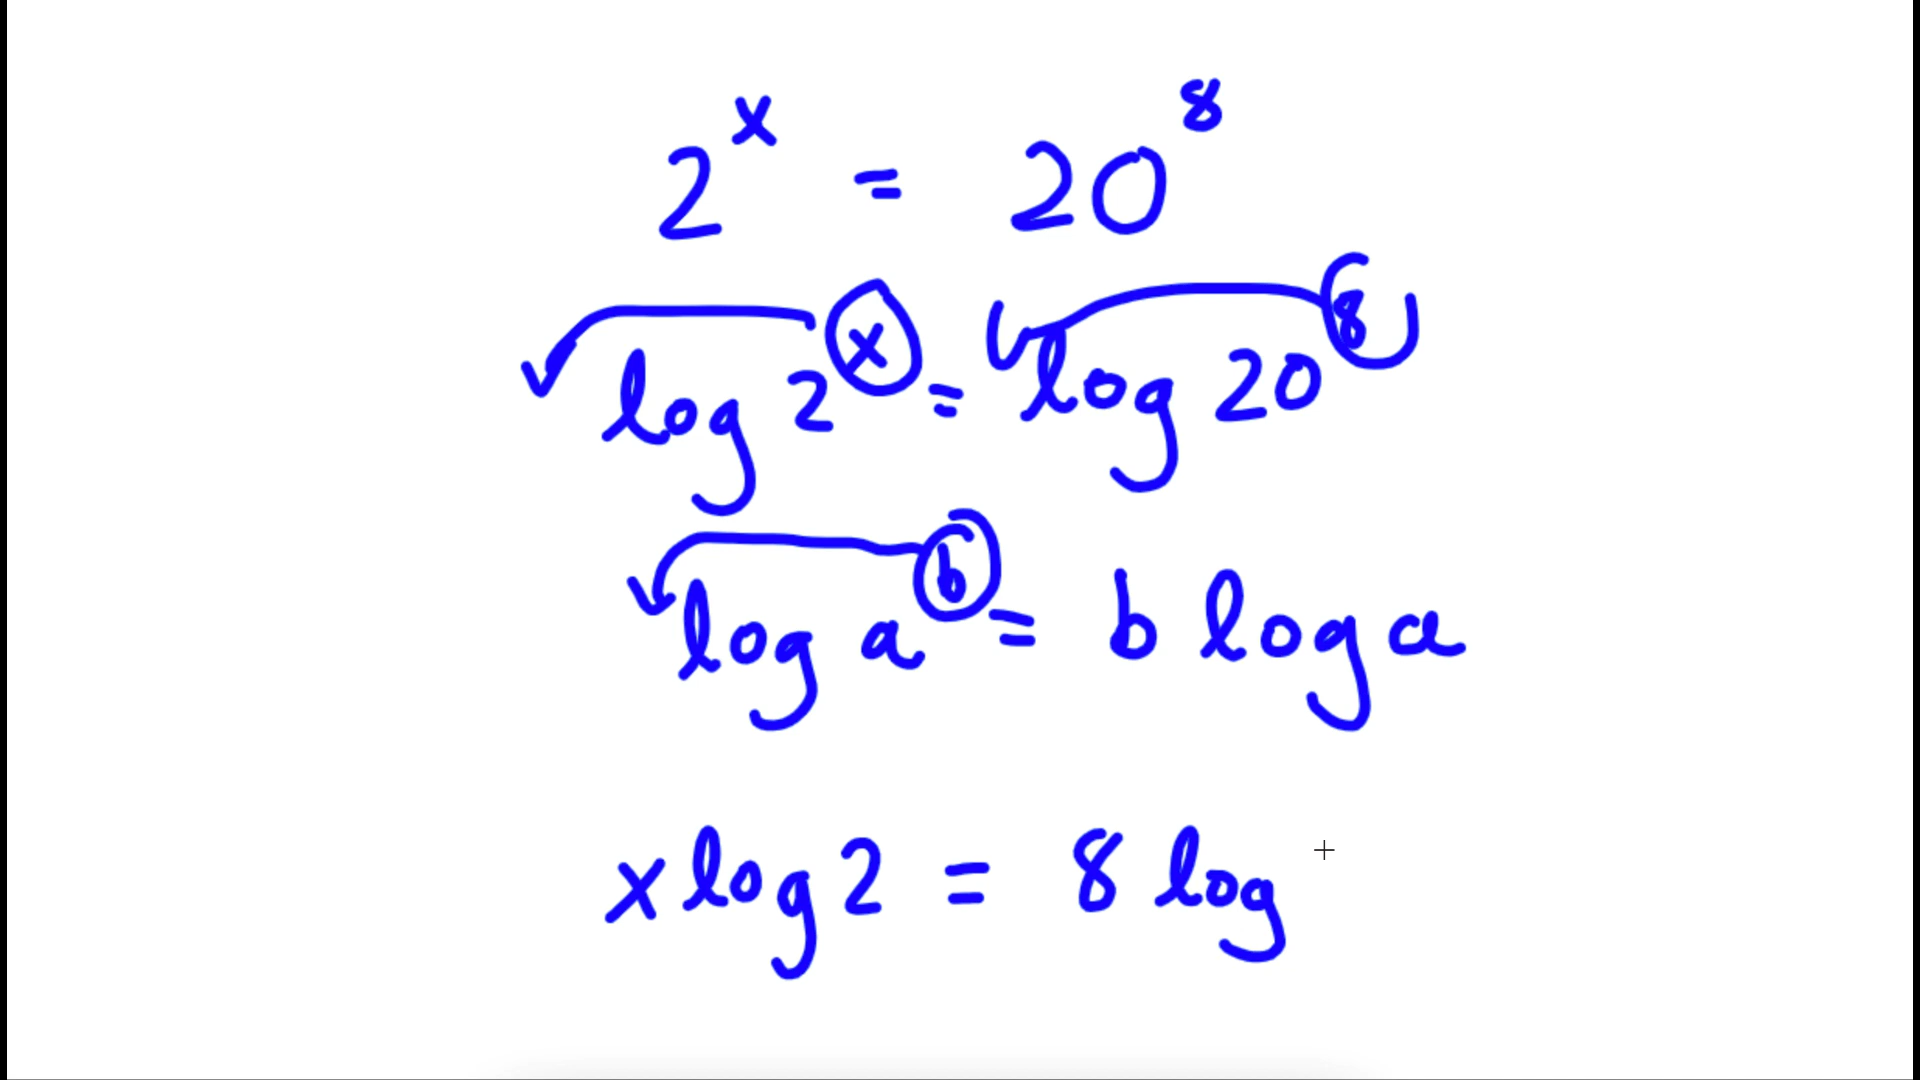 2^x = 20^8
log 2^x = log 20^8
log a^b = b log a
x log 2 = 8 log